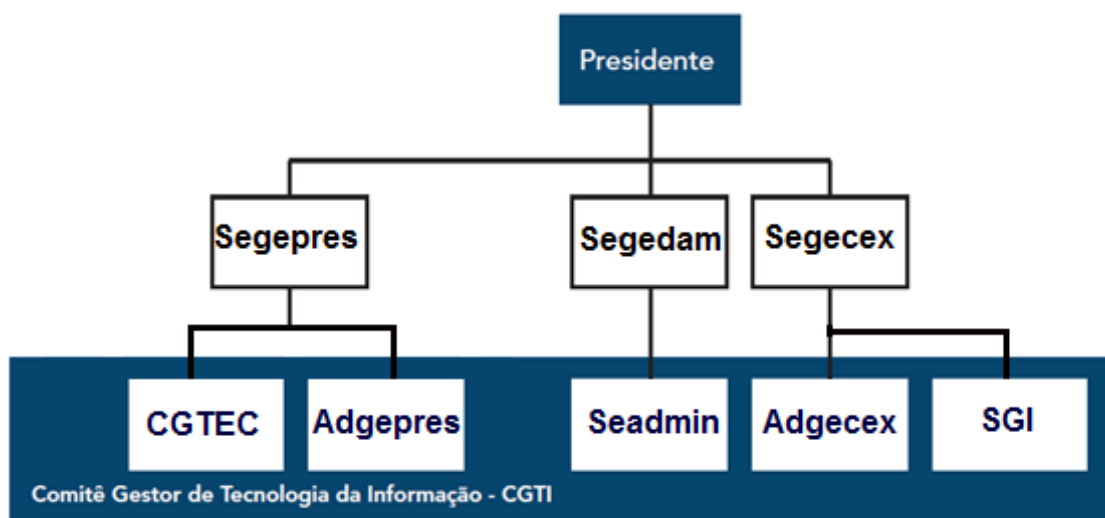 Presidente
Segepres
Segedam
Segecex
CGTEC
Adgepres
Seadmin
Adgecex
SGI
Comitê Gestor de Tecnologia da Informação - CGTI